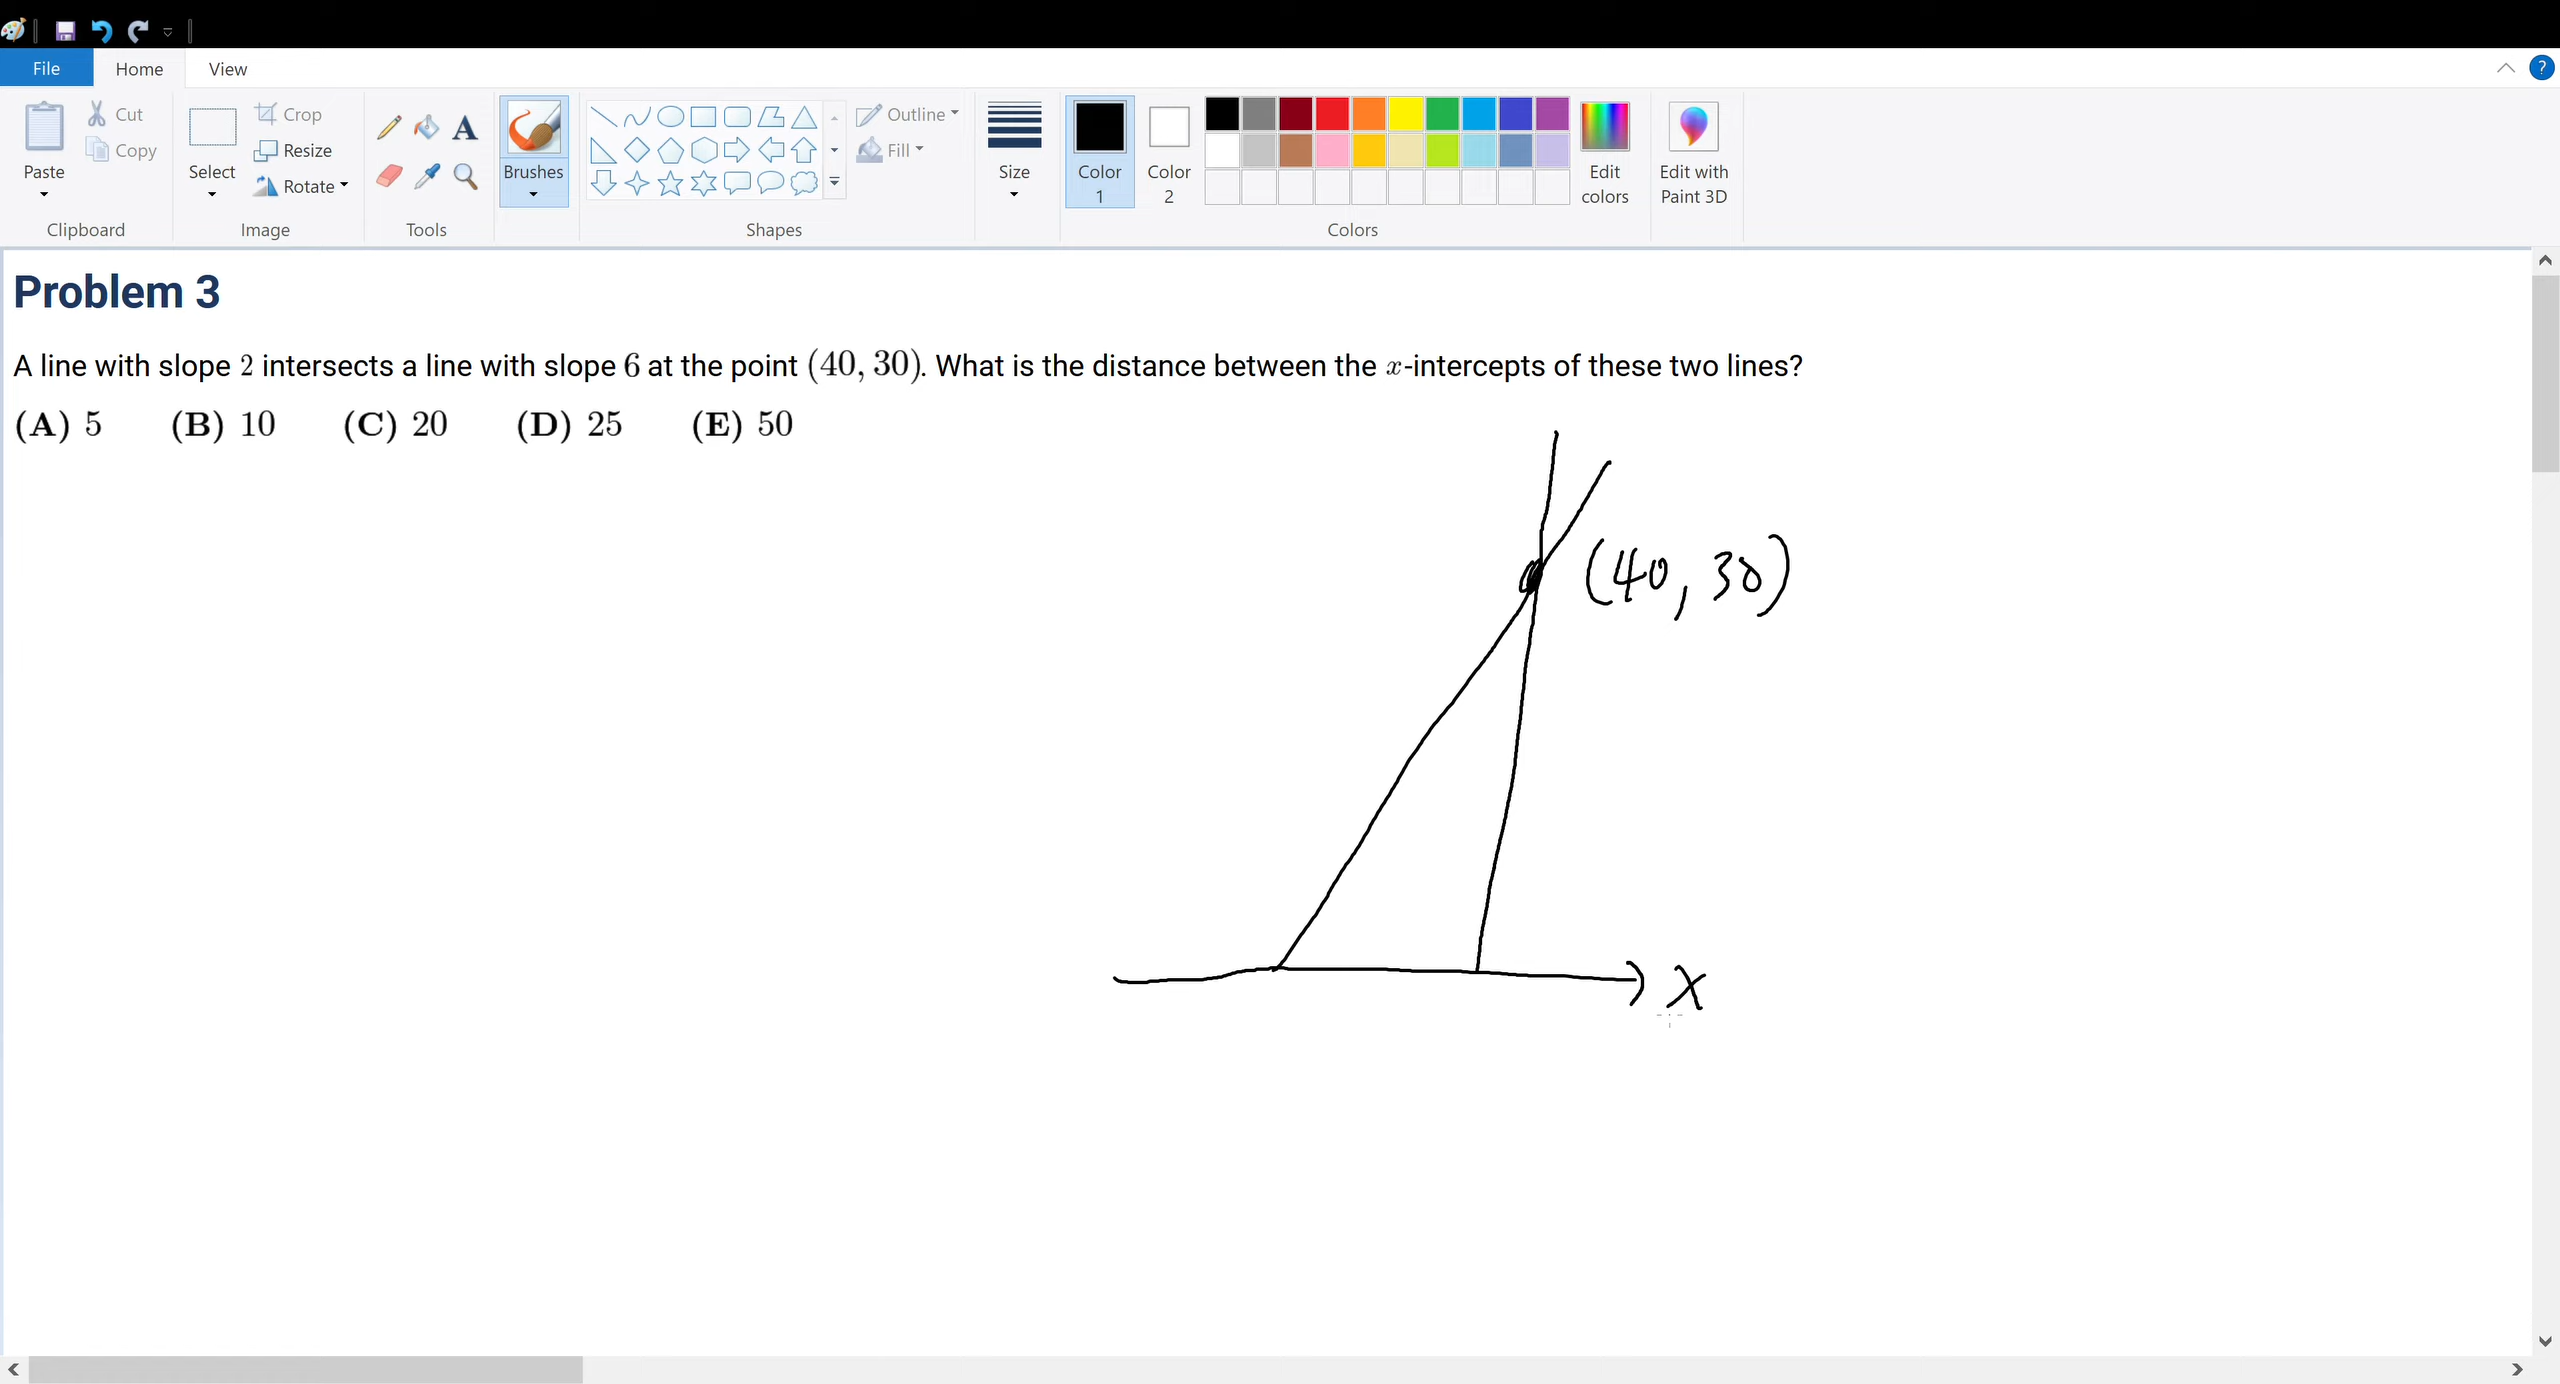 File Home View
Paste Cut Copy Clipboard
Select Crop Resize Rotate Image
A Tools
Brushes
Outline Fill Shapes
Size
Color 1 Color 2 Colors
Edit colors
Edit with Paint 3D
?
Problem 3
A line with slope 2 intersects a line with slope 6 at the point (40, 30). What is the distance between the x-intercepts of these two lines?
(A) 5 (B) 10 (C) 20 (D) 25 (E) 50
(40, 30)
X